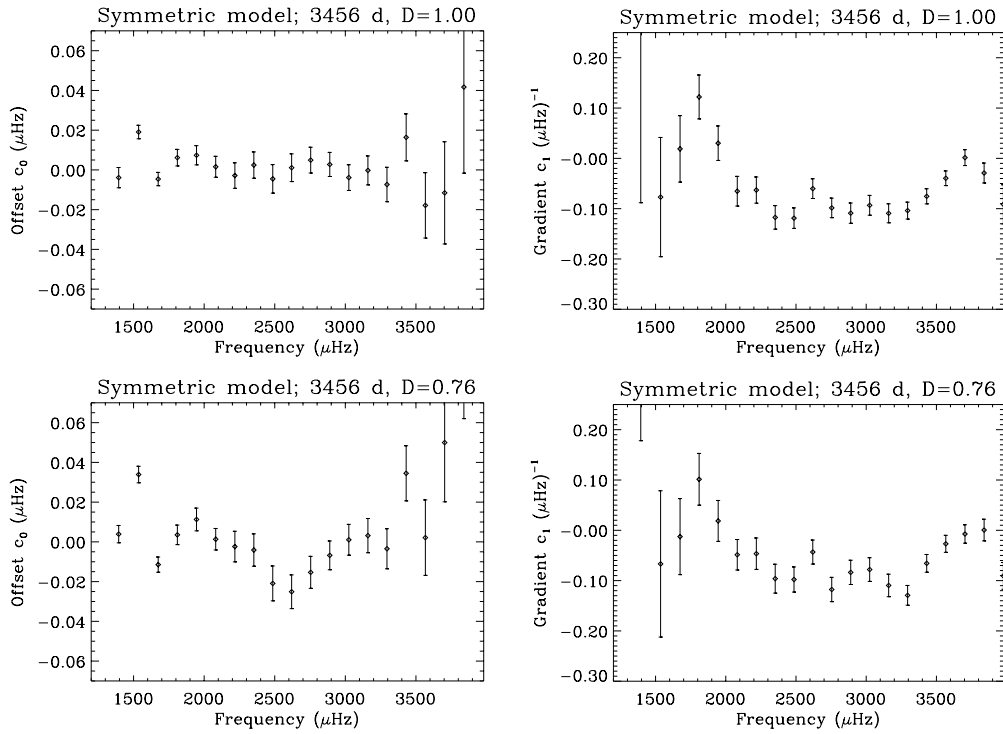 Symmetric model; 3456 d, D=1.00
Offset c₀ (μHz)
0.06
0.04
0.02
0.00
−0.02
−0.04
−0.06
1500 2000 2500 3000 3500
Frequency (μHz)
Symmetric model; 3456 d, D=1.00
Gradient c₁ (μHz)⁻¹
0.20
0.10
−0.00
−0.10
−0.20
−0.30
1500 2000 2500 3000 3500
Frequency (μHz)
Symmetric model; 3456 d, D=0.76
Offset c₀ (μHz)
0.06
0.04
0.02
0.00
−0.02
−0.04
−0.06
1500 2000 2500 3000 3500
Frequency (μHz)
Symmetric model; 3456 d, D=0.76
Gradient c₁ (μHz)⁻¹
0.20
0.10
−0.00
−0.10
−0.20
−0.30
1500 2000 2500 3000 3500
Frequency (μHz)